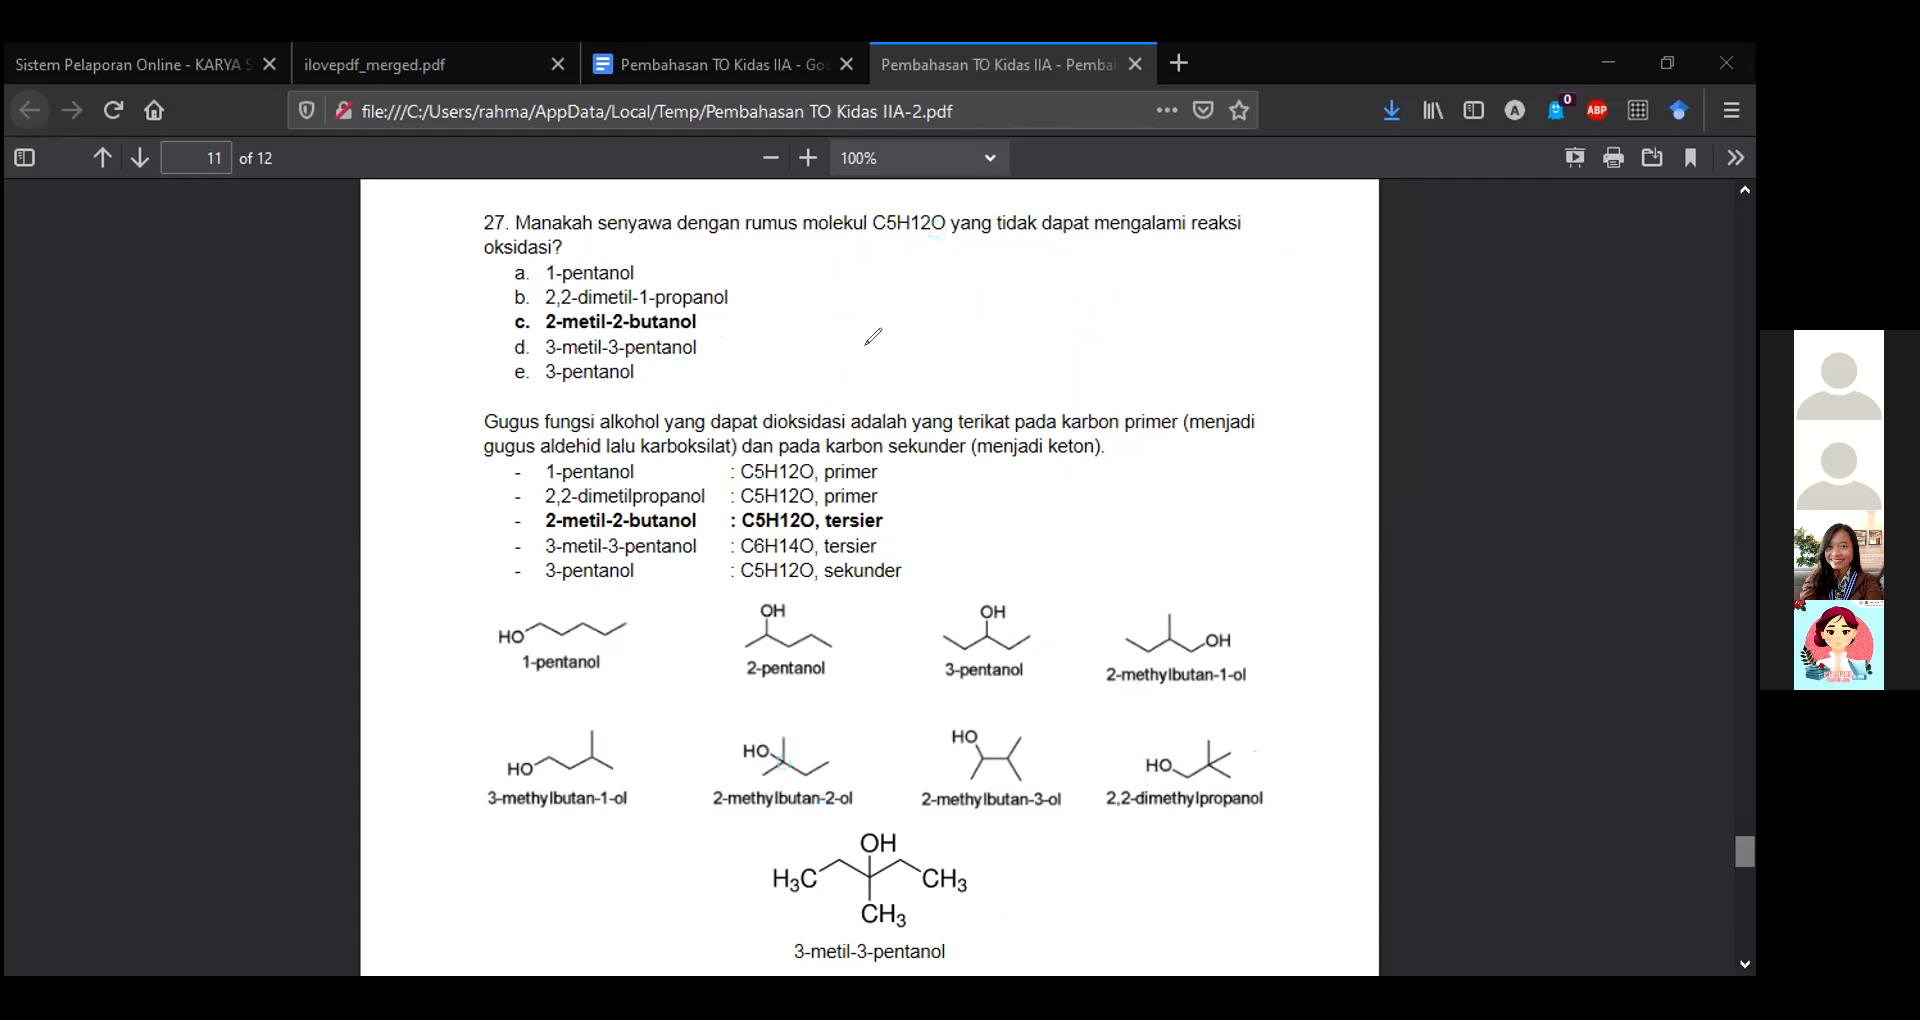 Sistem Pelaporan Online - KARYA S
ilovepdf_merged.pdf
Pembahasan TO Kidas IIA - Goo
Pembahasan TO Kidas IIA - Pemba
file:///C:/Users/rahma/AppData/Local/Temp/Pembahasan TO Kidas IIA-2.pdf
A
0
ABP
11 of 12
100%
27. Manakah senyawa dengan rumus molekul C5H12O yang tidak dapat mengalami reaksi
oksidasi?
a. 1-pentanol
b. 2,2-dimetil-1-propanol
c. 2-metil-2-butanol
d. 3-metil-3-pentanol
e. 3-pentanol
Gugus fungsi alkohol yang dapat dioksidasi adalah yang terikat pada karbon primer (menjadi
gugus aldehid lalu karboksilat) dan pada karbon sekunder (menjadi keton).
- 1-pentanol : C5H12O, primer
- 2,2-dimetilpropanol : C5H12O, primer
- 2-metil-2-butanol : C5H12O, tersier
- 3-metil-3-pentanol : C6H14O, tersier
- 3-pentanol : C5H12O, sekunder
HO
1-pentanol
OH
2-pentanol
OH
3-pentanol
OH
2-methylbutan-1-ol
HO
3-methylbutan-1-ol
HO
2-methylbutan-2-ol
HO
2-methylbutan-3-ol
HO
2,2-dimethylpropanol
OH
H3C
CH3
CH3
3-metil-3-pentanol